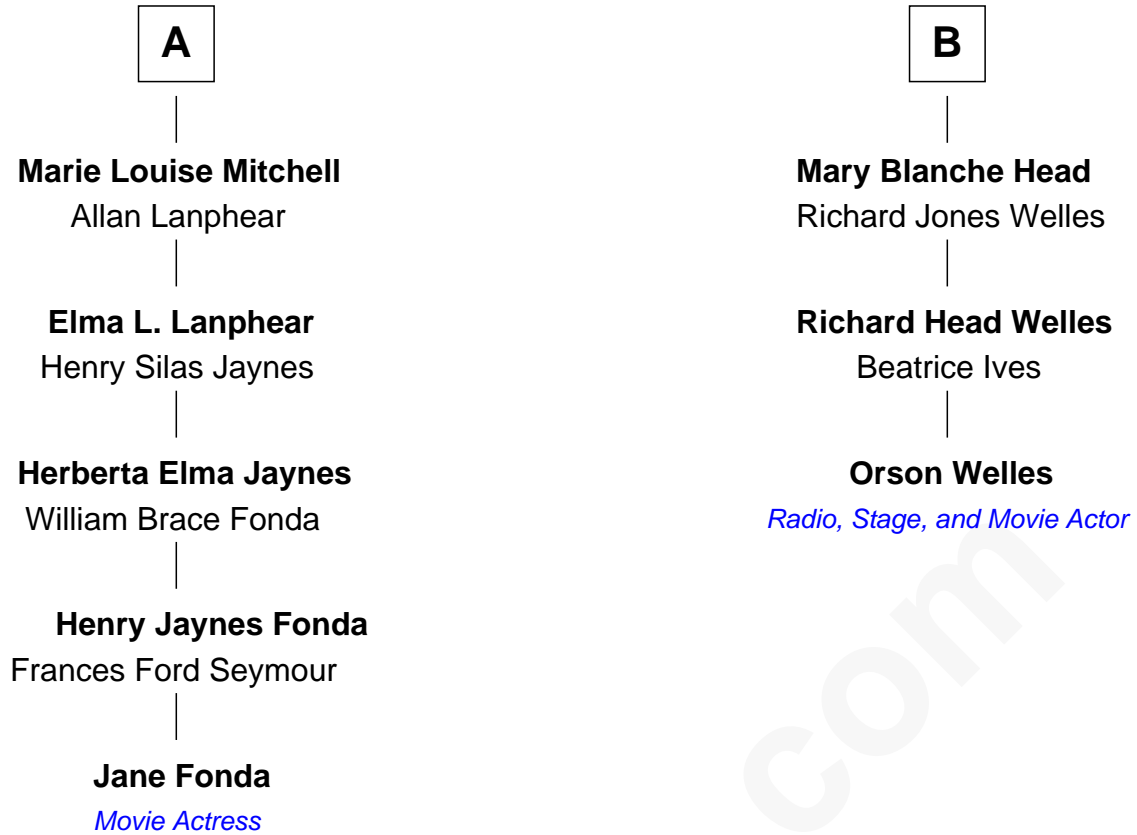 A
Marie Louise Mitchell
Allan Lanphear
Elma L. Lanphear
Henry Silas Jaynes
Herberta Elma Jaynes
William Brace Fonda
Henry Jaynes Fonda
Frances Ford Seymour
Jane Fonda
Movie Actress
B
Mary Blanche Head
Richard Jones Welles
Richard Head Welles
Beatrice Ives
Orson Welles
Radio, Stage, and Movie Actor
com